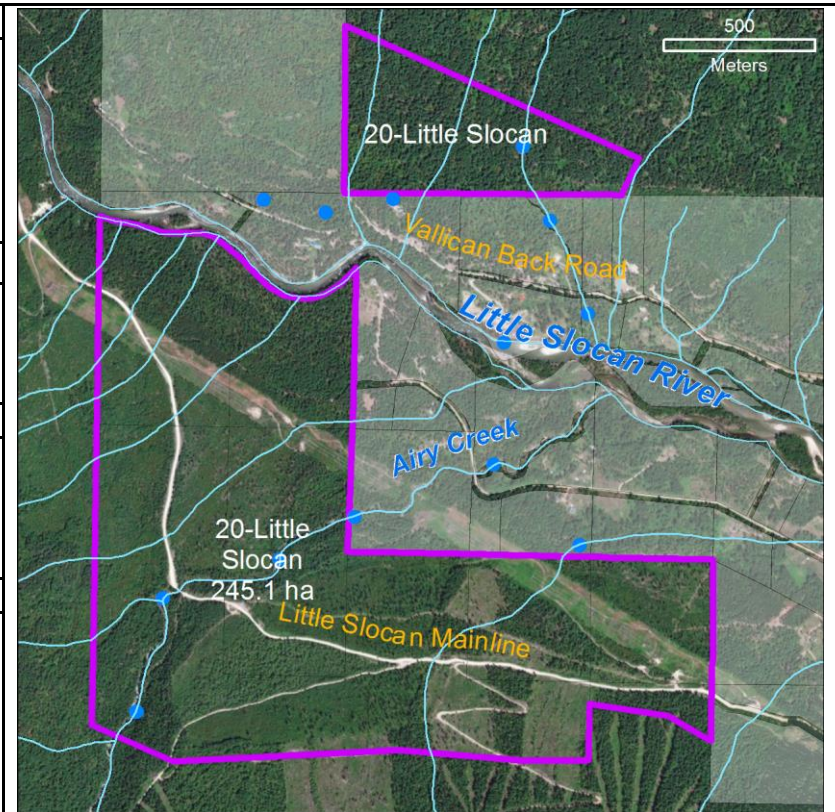 500
Meters
20-Little Slocan
Vallican Back Road
Little Slocan River
Airy Creek
20-Little
Slocan
245.1 ha
Little Slocan Mainline